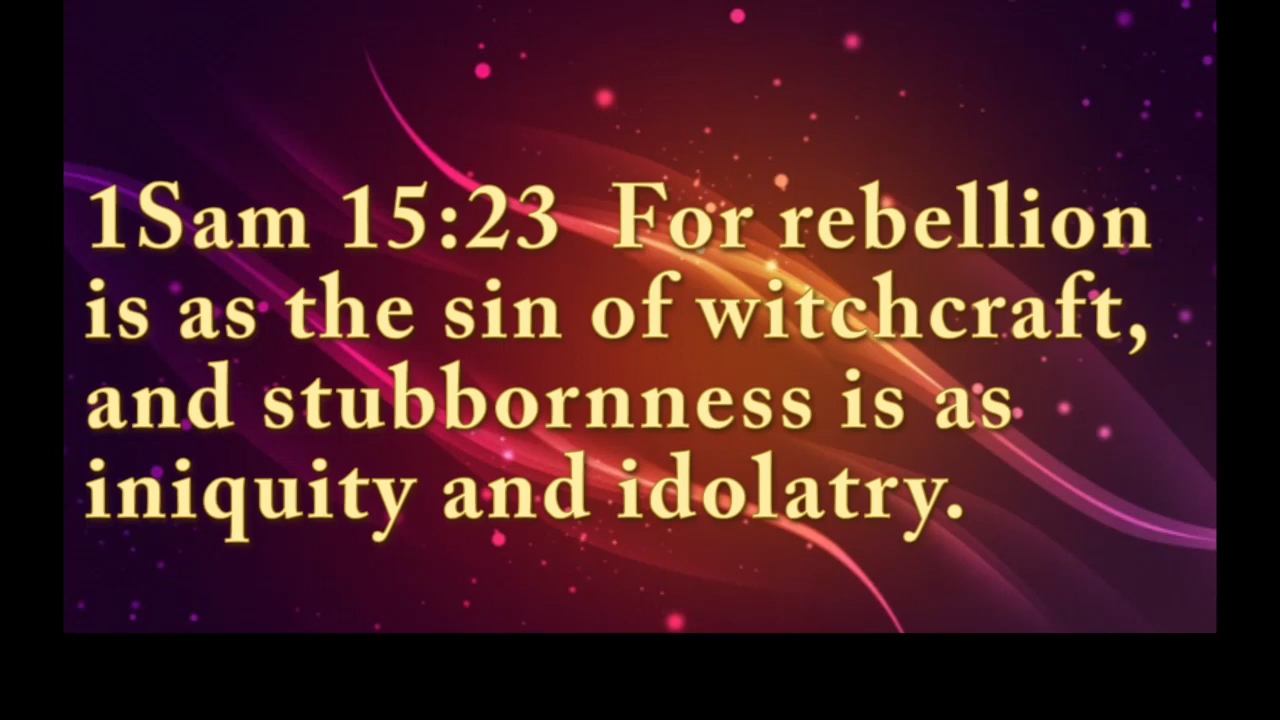 1Sam 15:23  For rebellion
is as the sin of witchcraft,
and stubbornness is as
iniquity and idolatry.